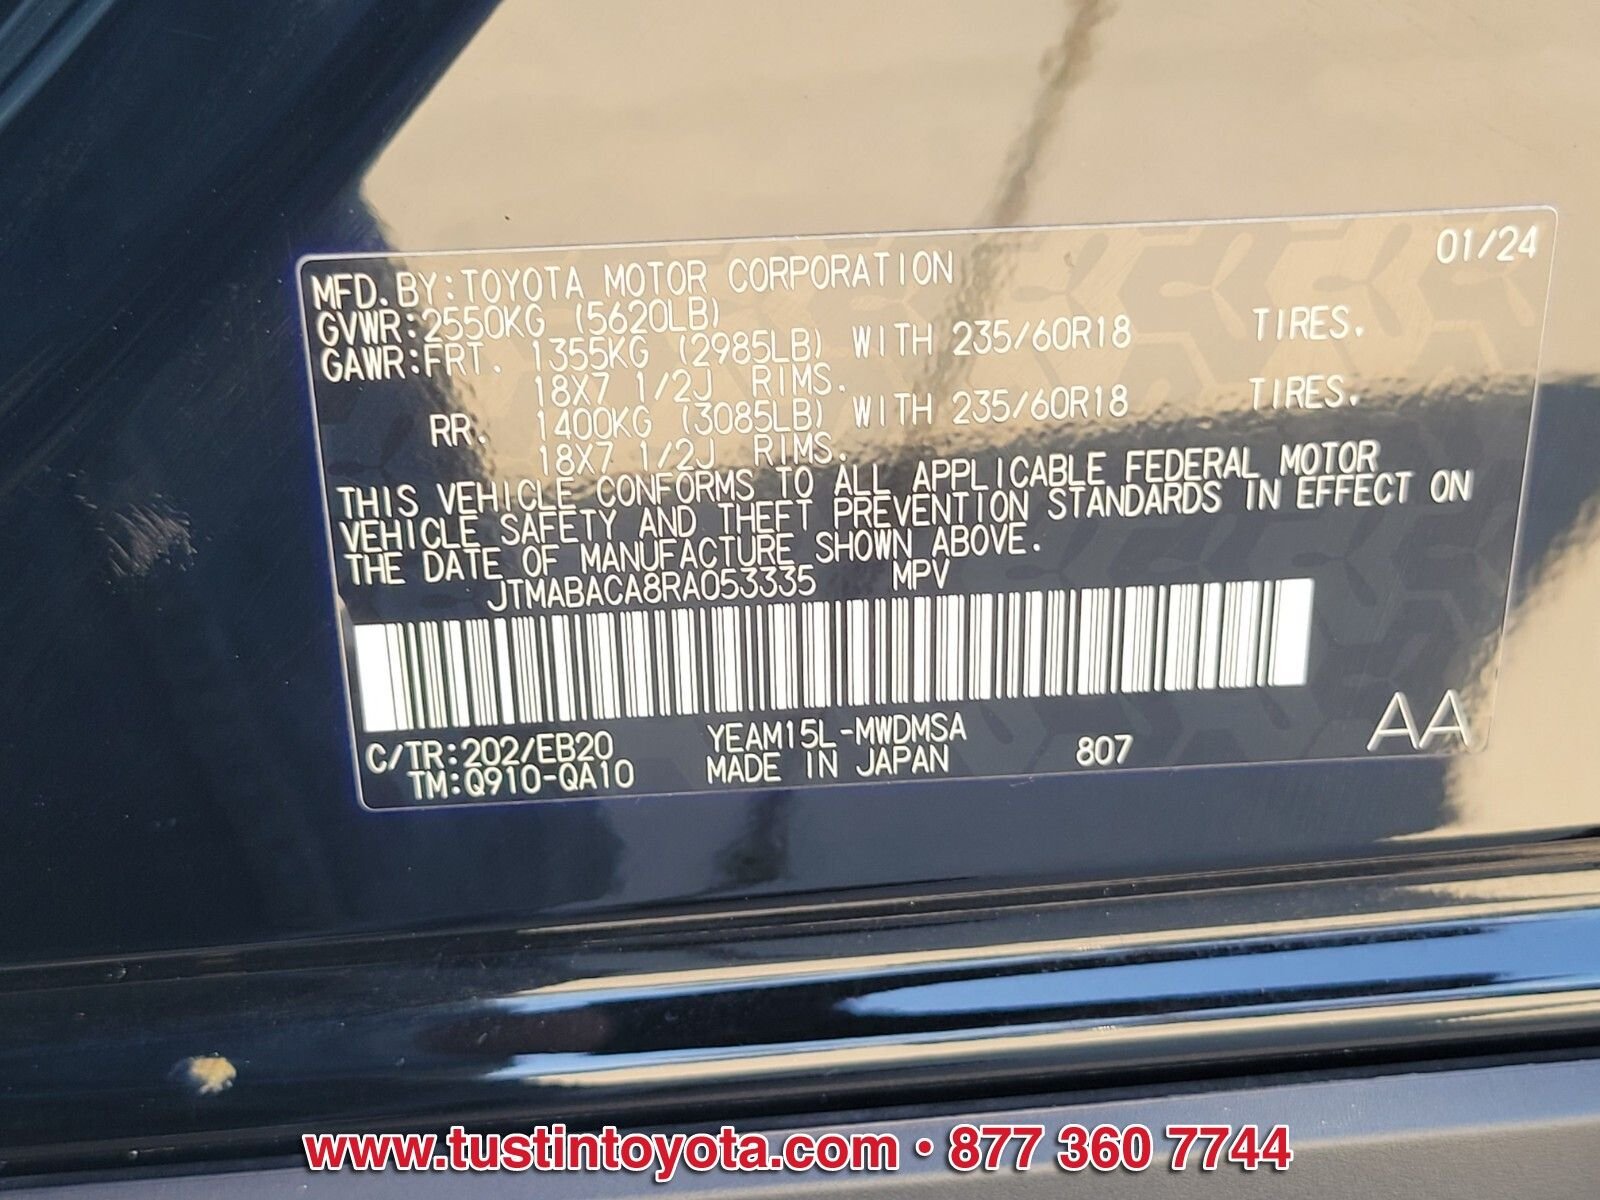 01/24
MFD.BY:TOYOTA MOTOR CORPORATION
GVWR:2550KG (5620LB)
GAWR:FRT. 1355KG (2985LB) WITH 235/60R18 TIRES.
18X7 1/2J RIMS.
RR. 1400KG (3085LB) WITH 235/60R18 TIRES.
18X7 1/2J RIMS.
THIS VEHICLE CONFORMS TO ALL APPLICABLE FEDERAL MOTOR
VEHICLE SAFETY AND THEFT PREVENTION STANDARDS IN EFFECT ON
THE DATE OF MANUFACTURE SHOWN ABOVE.
JTMABACA8RA053335 MPV
C/TR:202/EB20 YEAM15L-MWDMSA
TM:Q910-QA10 MADE IN JAPAN 807 AA
www.tustintoyota.com • 877 360 7744